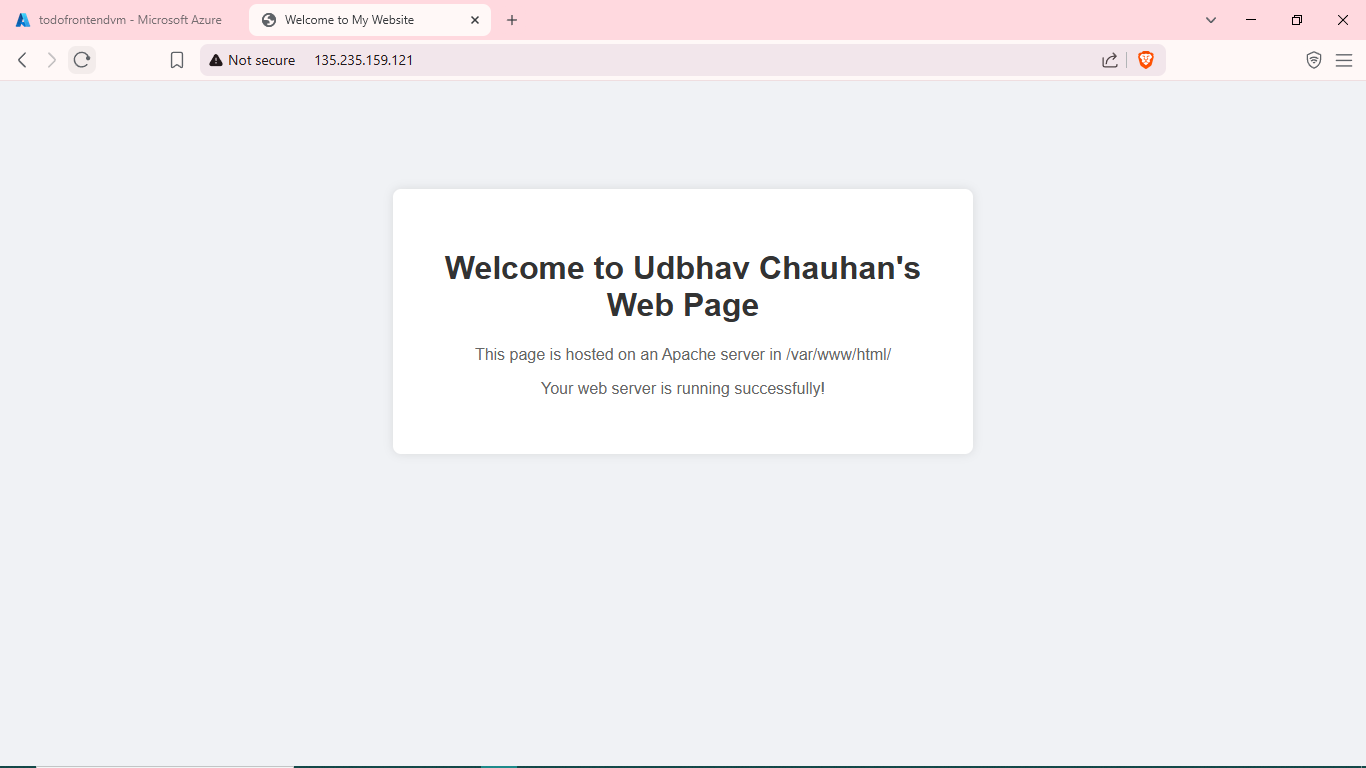 todofrontendvm - Microsoft Azure
Welcome to My Website
Not secure
135.235.159.121
Welcome to Udbhav Chauhan's
Web Page
This page is hosted on an Apache server in /var/www/html/
Your web server is running successfully!